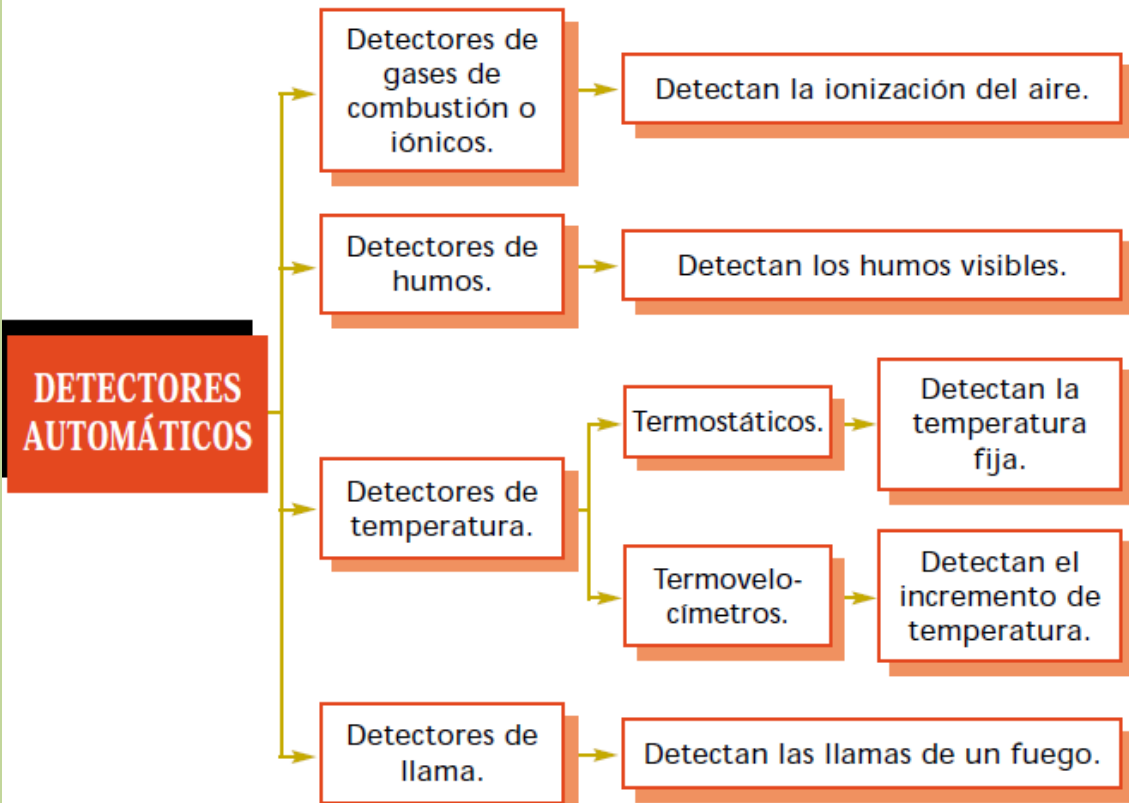 DETECTORES
AUTOMÁTICOS
Detectores de
gases de
combustión o
iónicos.
Detectan la ionización del aire.
Detectores de
humos.
Detectan los humos visibles.
Detectores de
temperatura.
Termostáticos.
Detectan la
temperatura
fija.
Termovelo-
címetros.
Detectan el
incremento de
temperatura.
Detectores de
llama.
Detectan las llamas de un fuego.